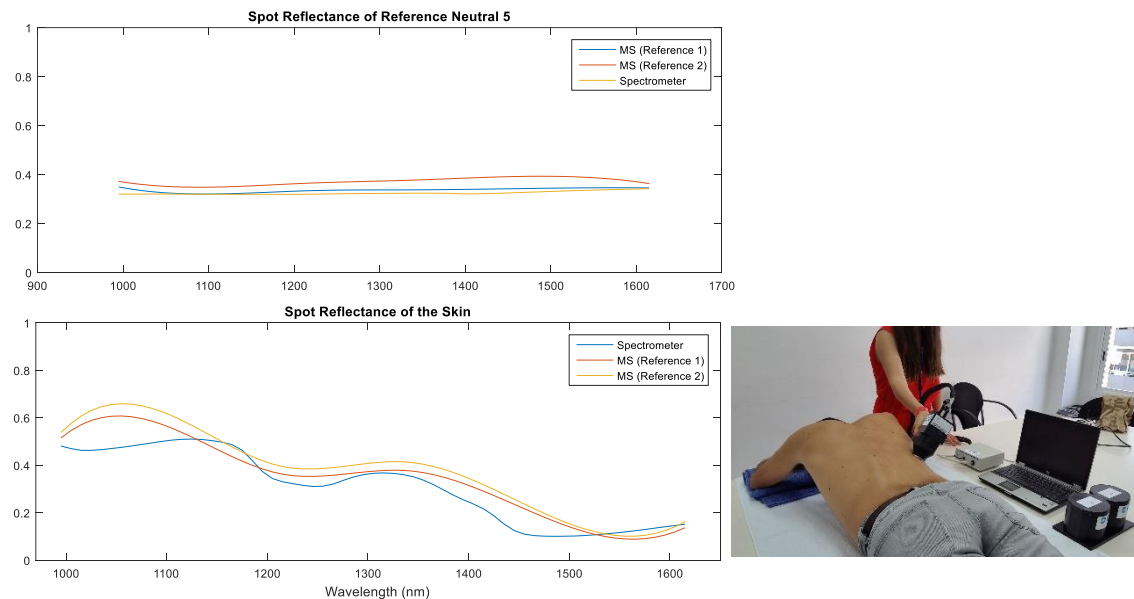 Spot Reflectance of Reference Neutral 5
1
0.8
0.6
0.4
0.2
0
MS (Reference 1)
MS (Reference 2)
Spectrometer
900 1000 1100 1200 1300 1400 1500 1600 1700
Spot Reflectance of the Skin
1
0.8
0.6
0.4
0.2
0
Spectrometer
MS (Reference 1)
MS (Reference 2)
1000 1100 1200 1300 1400 1500 1600
Wavelength (nm)